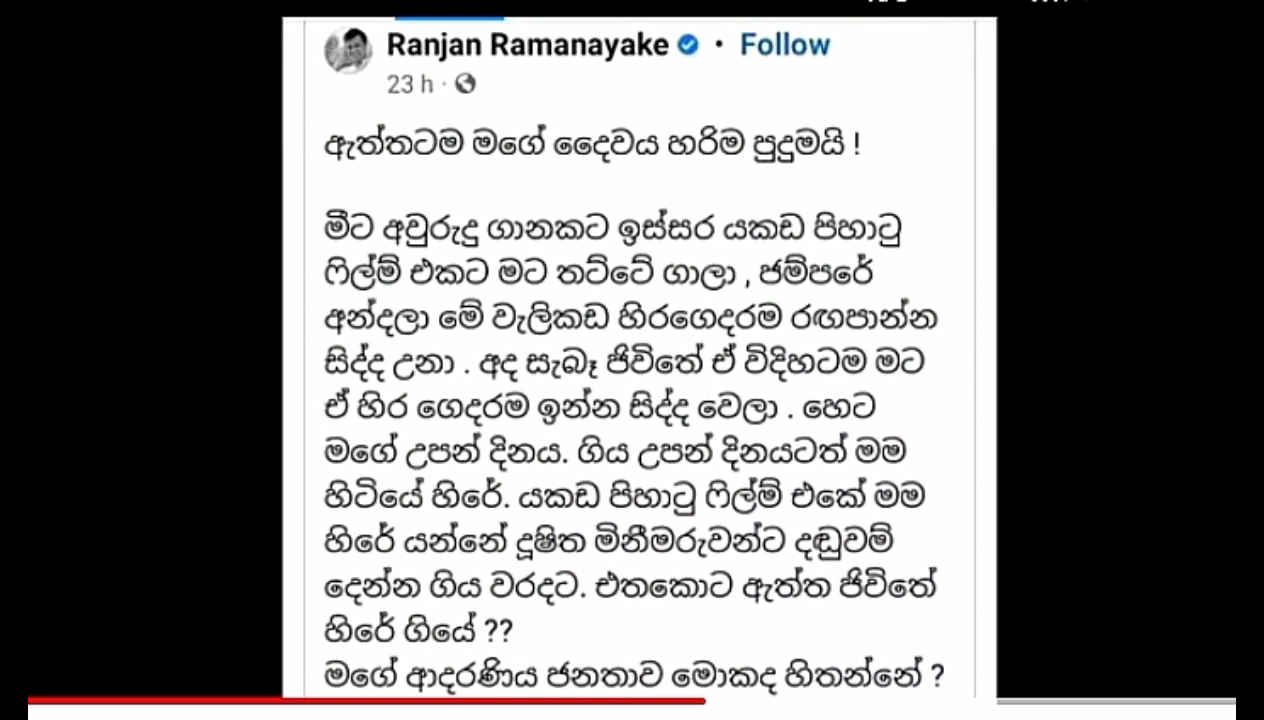 Ranjan Ramanayake · Follow
23 h ·
ඇත්තටම මගේ දෛවය හරිම පුදුමයි !
මීට අවුරුදු ගානකට ඉස්සර යකඩ පිහාටු
ෆිල්ම් එකට මට තට්ටේ ගාලා , ජම්පරේ
අන්දලා මේ වැලිකඩ හිරගෙදරම රඟපාන්න
සිද්ද උනා . අද සැබෑ ජිවිතේ ඒ විදිහටම මට
ඒ හිර ගෙදරම ඉන්න සිද්ද වෙලා . හෙට
මගේ උපන් දිනය. ගිය උපන් දිනයටත් මම
හිටියේ හිරේ. යකඩ පිහාටු ෆිල්ම් එකේ මම
හිරේ යන්නේ දූෂිත මිනීමරුවන්ට දඬුවම්
දෙන්න ගිය වරදට. එතකොට ඇත්ත ජිවිතේ
හිරේ ගියේ ??
මගේ ආදරණිය ජනතාව මොකද හිතන්නේ ?